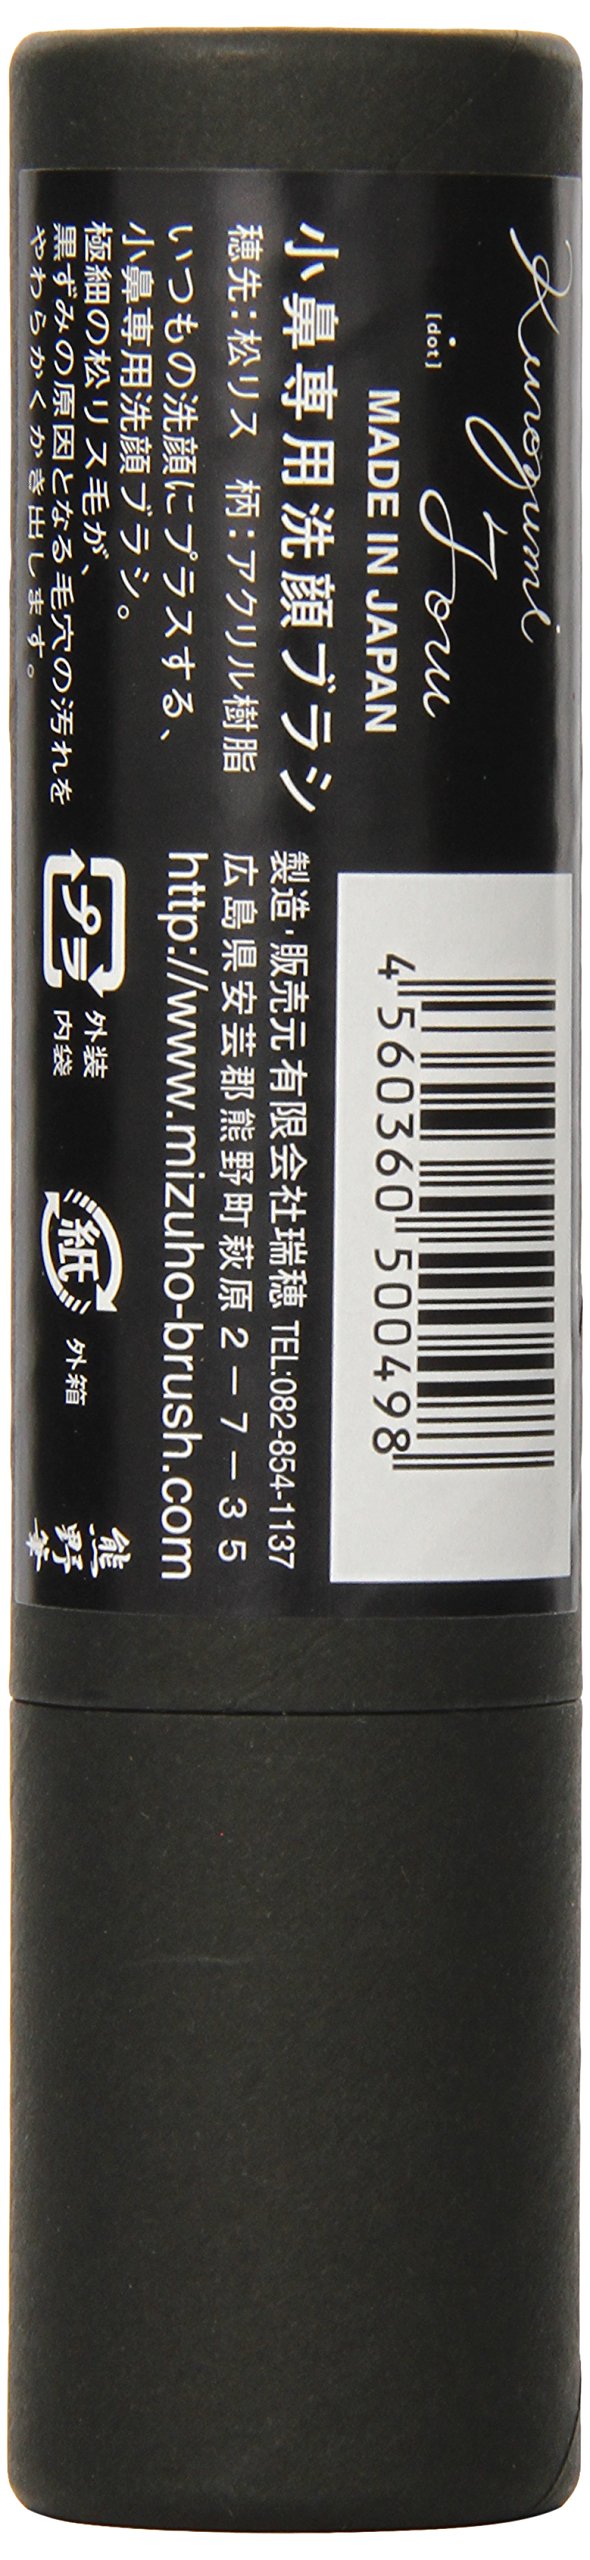 Kurozumi
You
[dot]
MADE IN JAPAN
小鼻専用洗顔ブラシ
穂先:松リス 柄:アクリル樹脂
いつもの洗顔にプラスする、
小鼻専用洗顔ブラシ。
極細の松リス毛が、
黒ずみの原因となる毛穴の汚れを
やわらかくかき出します。
4 560360 500498
製造・販売元 有限会社瑞穂 TEL:082-854-1137
広島県安芸郡熊野町萩原2-7-35
http://www.mizuho-brush.com
プラ
外装
内袋
紙
外箱
熊野筆